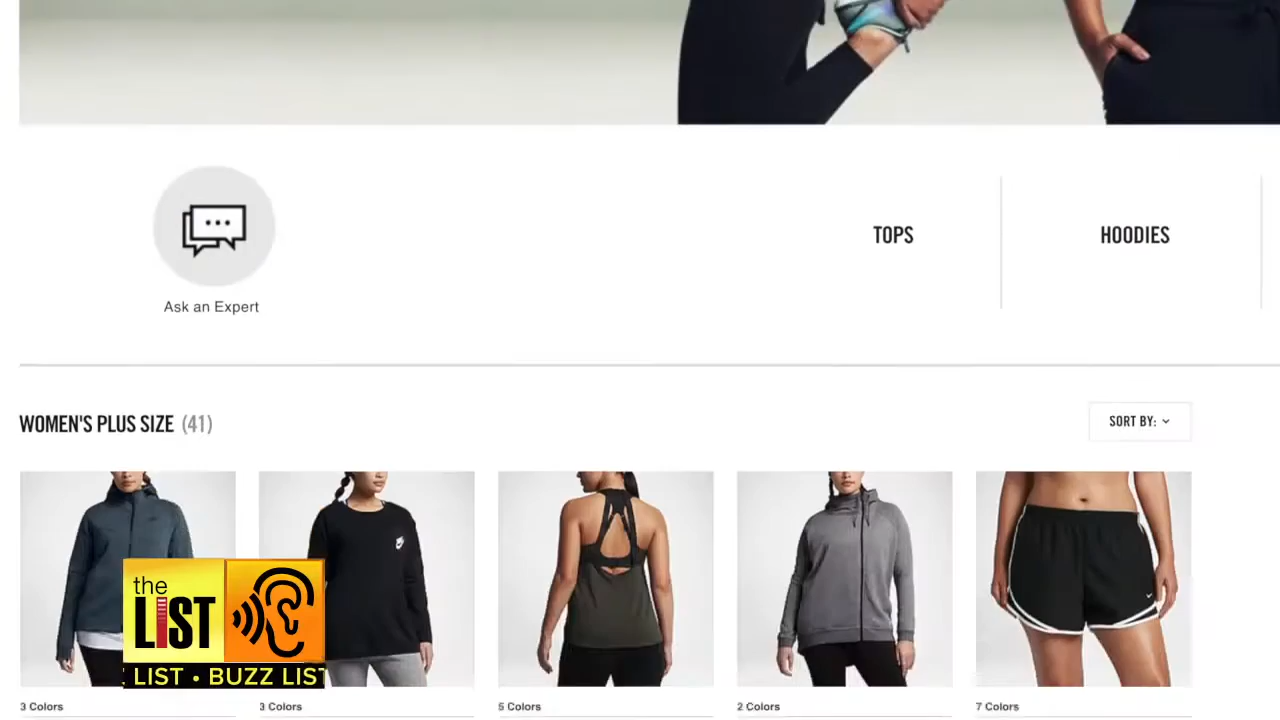 TOPS
HOODIES
Ask an Expert
WOMEN'S PLUS SIZE (41)
SORT BY:
the
LIST
LIST • BUZZ LIST
3 Colors
3 Colors
5 Colors
2 Colors
7 Colors